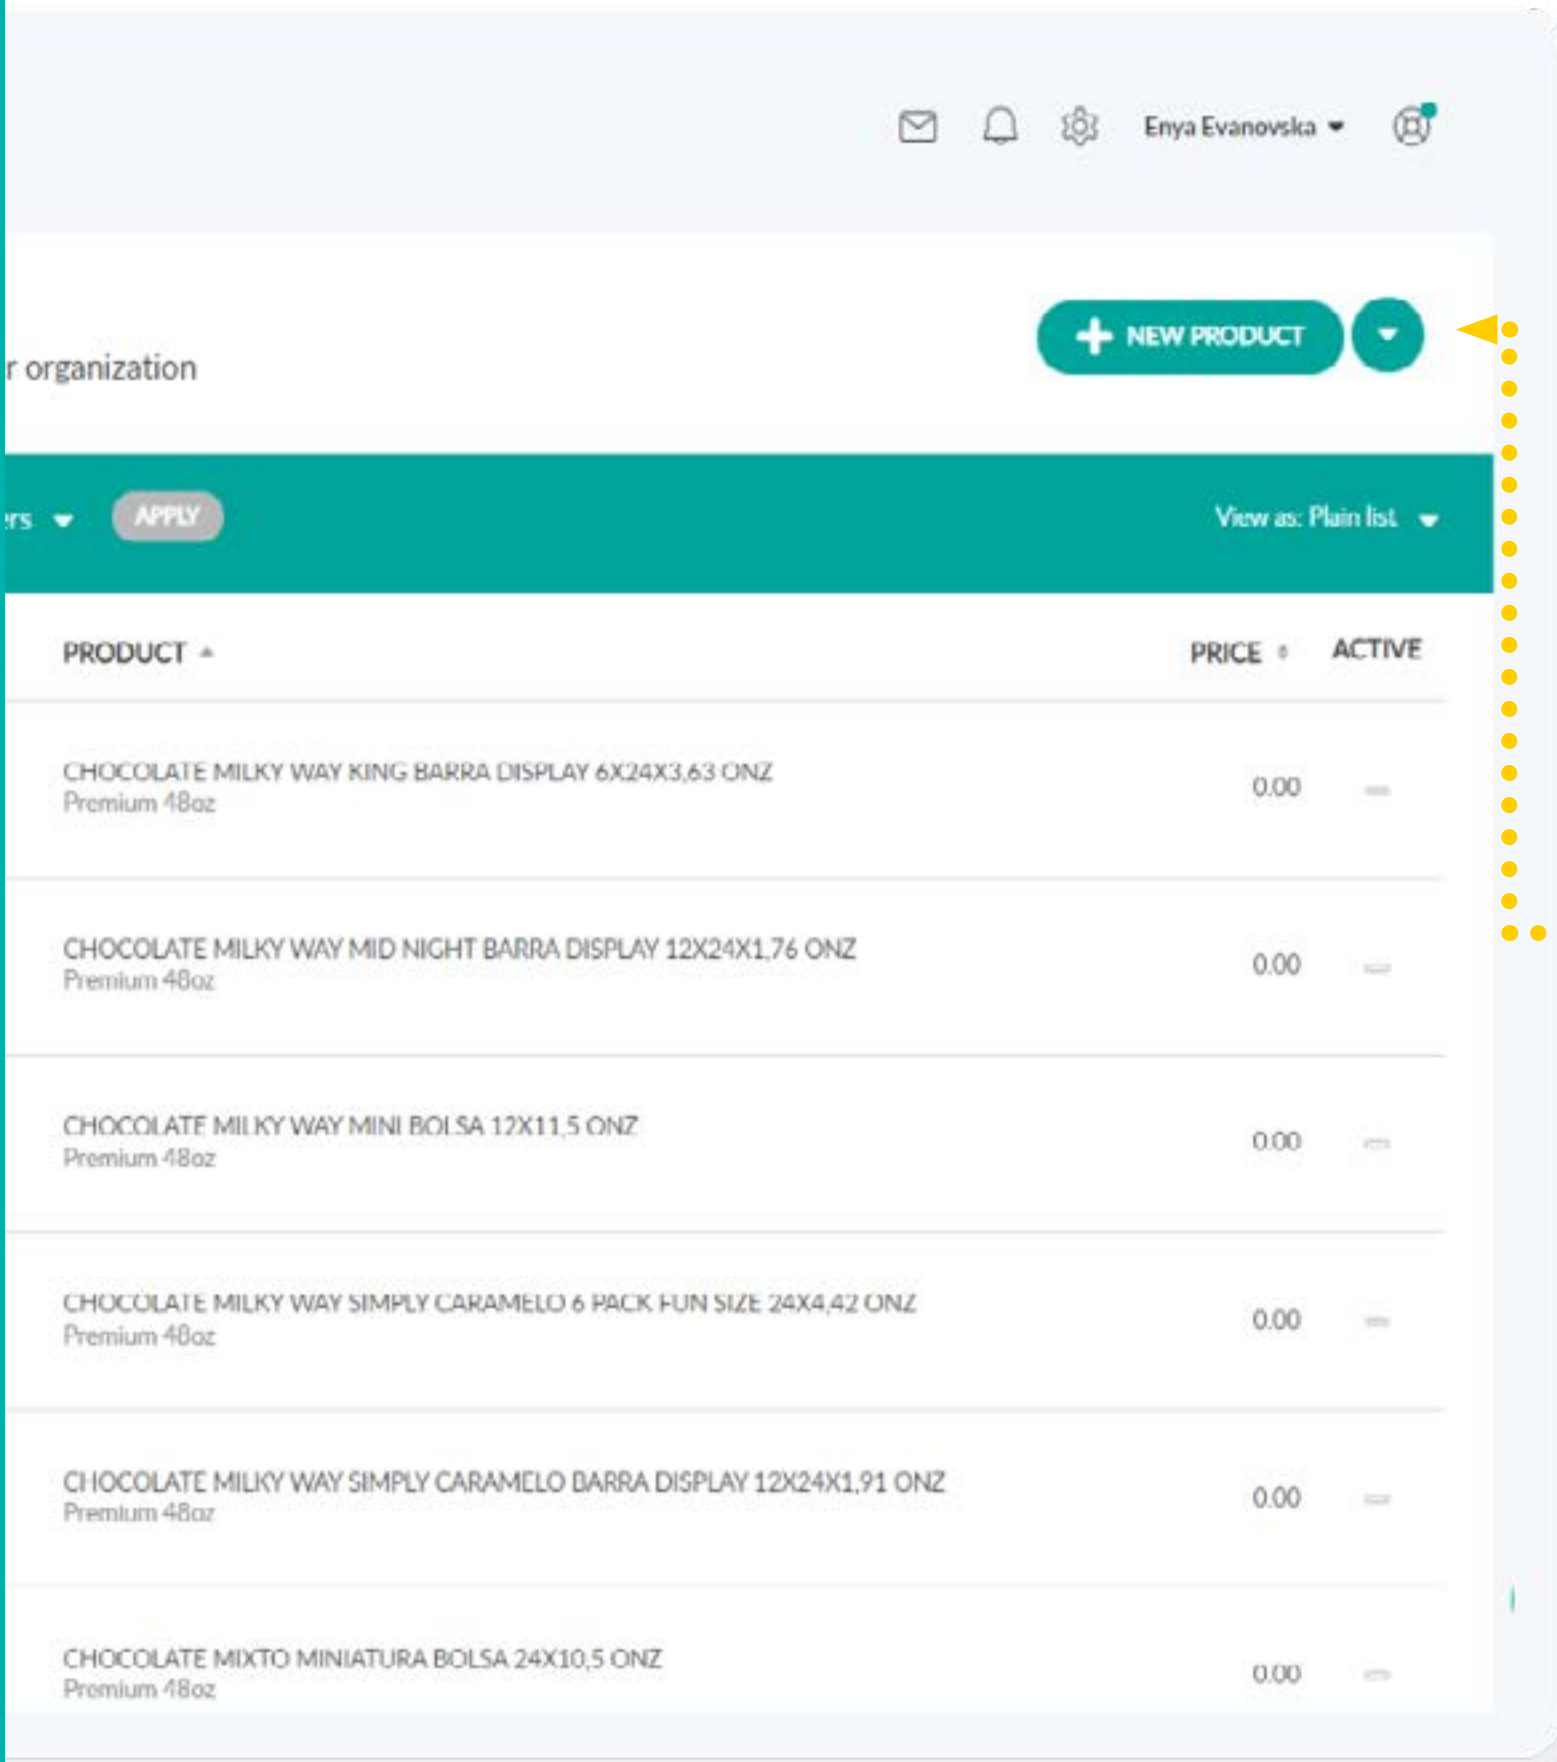 Enya Evanovska
NEW PRODUCT
r organization
ers
APPLY
View as: Plain list
PRODUCT
PRICE
ACTIVE
CHOCOLATE MILKY WAY KING BARRA DISPLAY 6X24X3,63 ONZ
Premium 48oz
0.00
CHOCOLATE MILKY WAY MID NIGHT BARRA DISPLAY 12X24X1,76 ONZ
Premium 48oz
0.00
CHOCOLATE MILKY WAY MINI BOLSA 12X11,5 ONZ
Premium 48oz
0.00
CHOCOLATE MILKY WAY SIMPLY CARAMELO 6 PACK FUN SIZE 24X4,42 ONZ
Premium 48oz
0.00
CHOCOLATE MILKY WAY SIMPLY CARAMELO BARRA DISPLAY 12X24X1,91 ONZ
Premium 48oz
0.00
CHOCOLATE MIXTO MINIATURA BOLSA 24X10,5 ONZ
Premium 48oz
0.00